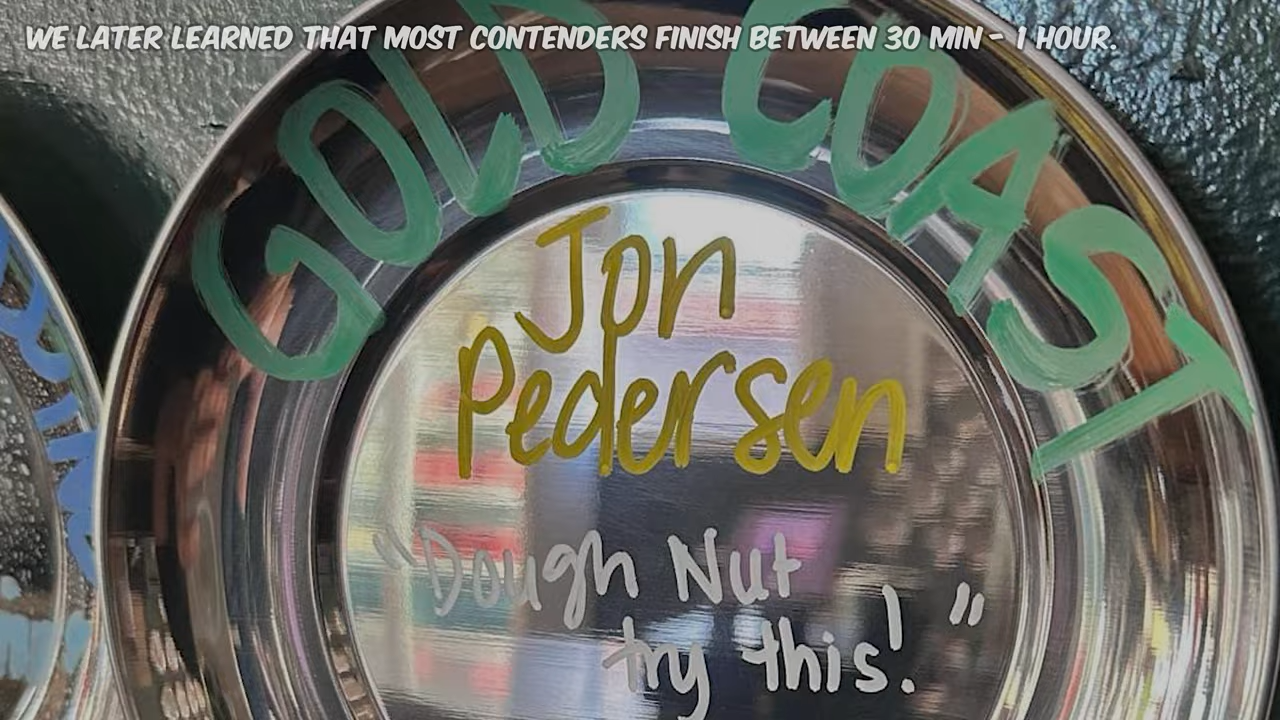 WE LATER LEARNED THAT MOST CONTENDERS FINISH BETWEEN 30 MIN - 1 HOUR.
GOLD COAST
Jon
Pedersen
"Dough Nut
try this!"